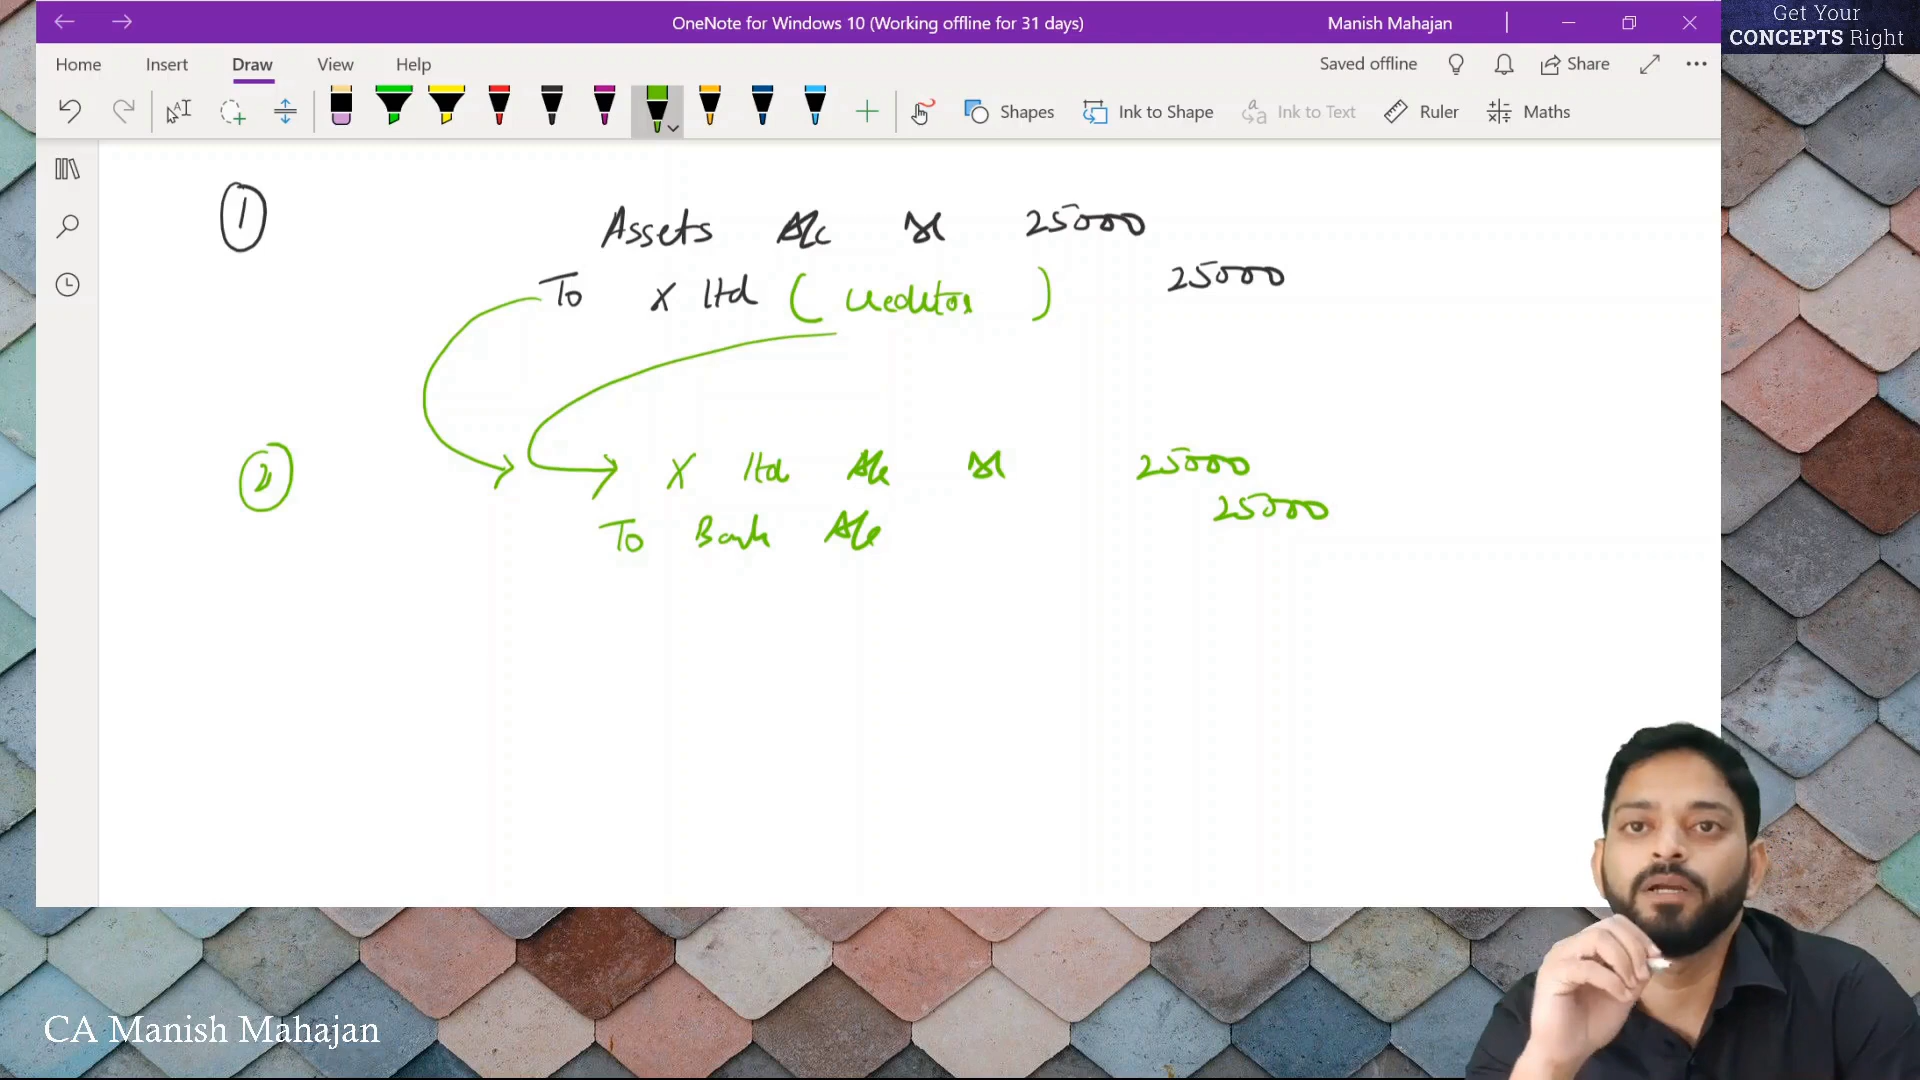 Get Your
CONCEPTS Right
OneNote for Windows 10 (Working offline for 31 days)
Manish Mahajan
Home Insert Draw View Help
Saved offline
Share
Shapes
Ink to Shape
Ink to Text
Ruler
Maths
1 Assets A/c Dr 25000
To X ltd (Creditor) 25000
2 X ltd A/c Dr 25000
To Bank A/c 25000
CA Manish Mahajan